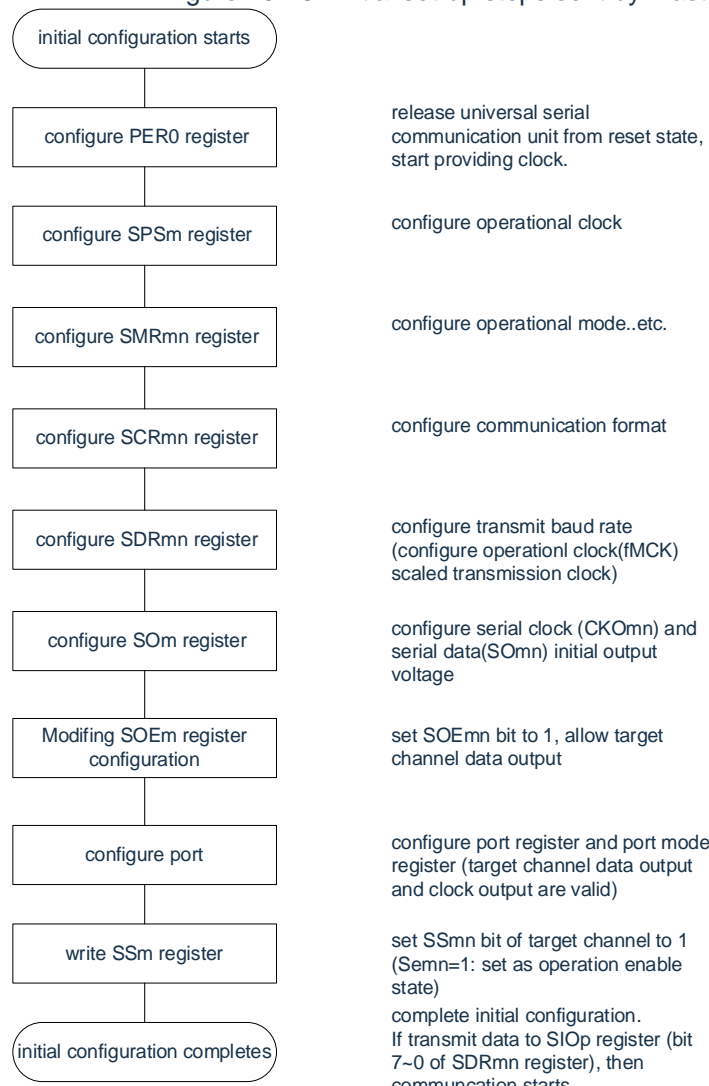 initial configuration starts
configure PER0 register
release universal serial
communication unit from reset state,
start providing clock.
configure SPSm register
configure operational clock
configure SMRmn register
configure operational mode..etc.
configure SCRmn register
configure communication format
configure SDRmn register
configure transmit baud rate
(configure operationl clock(fMCK)
scaled transmission clock)
configure SOm register
configure serial clock (CKOmn) and
serial data(SOmn) initial output
voltage
Modifing SOEm register
configuration
set SOEmn bit to 1, allow target
channel data output
configure port
configure port register and port mode
register (target channel data output
and clock output are valid)
write SSm register
set SSmn bit of target channel to 1
(Semn=1: set as operation enable
state)
initial configuration completes
complete initial configuration.
If transmit data to SIOp register (bit
7~0 of SDRmn register), then
communcation starts